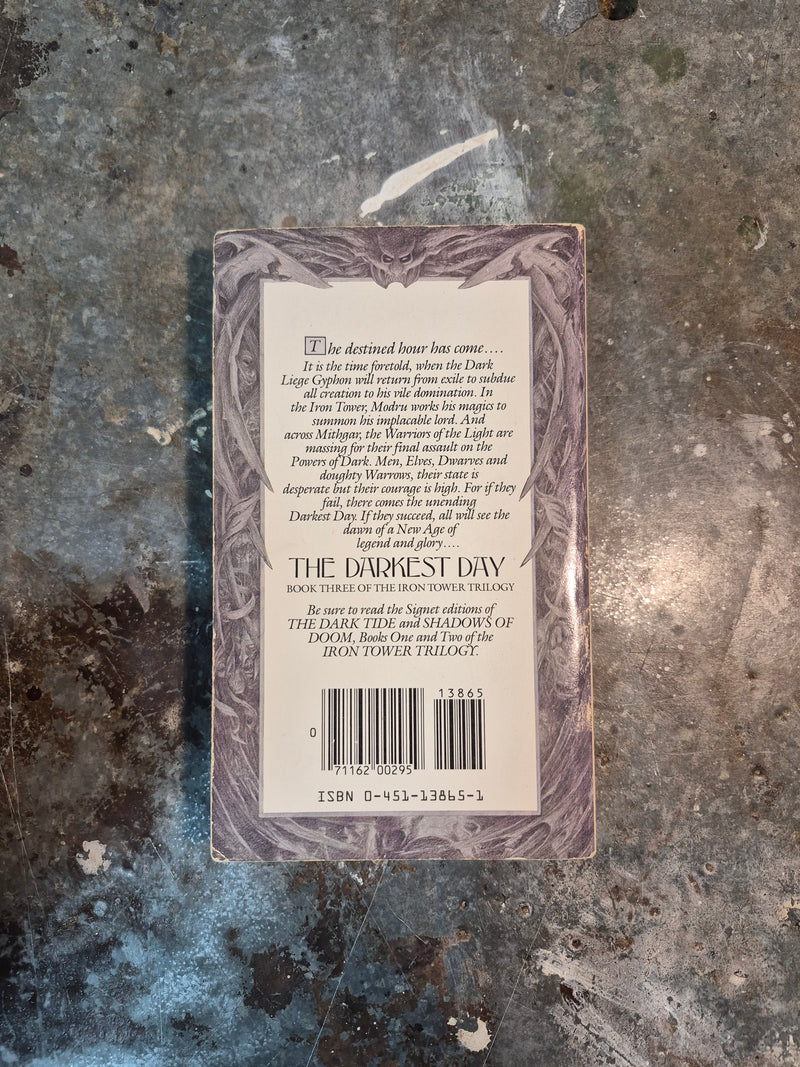 The destined hour has come....
It is the time foretold, when the Dark
Liege Gyphon will return from exile to subdue
all creation to his vile domination. In
the Iron Tower, Modru works his magics to
summon his implacable lord. And
across Mithgar, the Warriors of the Light are
massing for their final assault on the
Powers of Dark. Men, Elves, Dwarves and
doughty Warrows, their state is
desperate but their courage is high. For if they
fail, there comes the unending
Darkest Day. If they succeed, all will see the
dawn of a New Age of
legend and glory....
THE DARKEST DAY
BOOK THREE OF THE IRON TOWER TRILOGY
Be sure to read the Signet editions of
THE DARK TIDE and SHADOWS OF
DOOM, Books One and Two of the
IRON TOWER TRILOGY.
13865
0
71162 00295
ISBN 0-451-13865-1